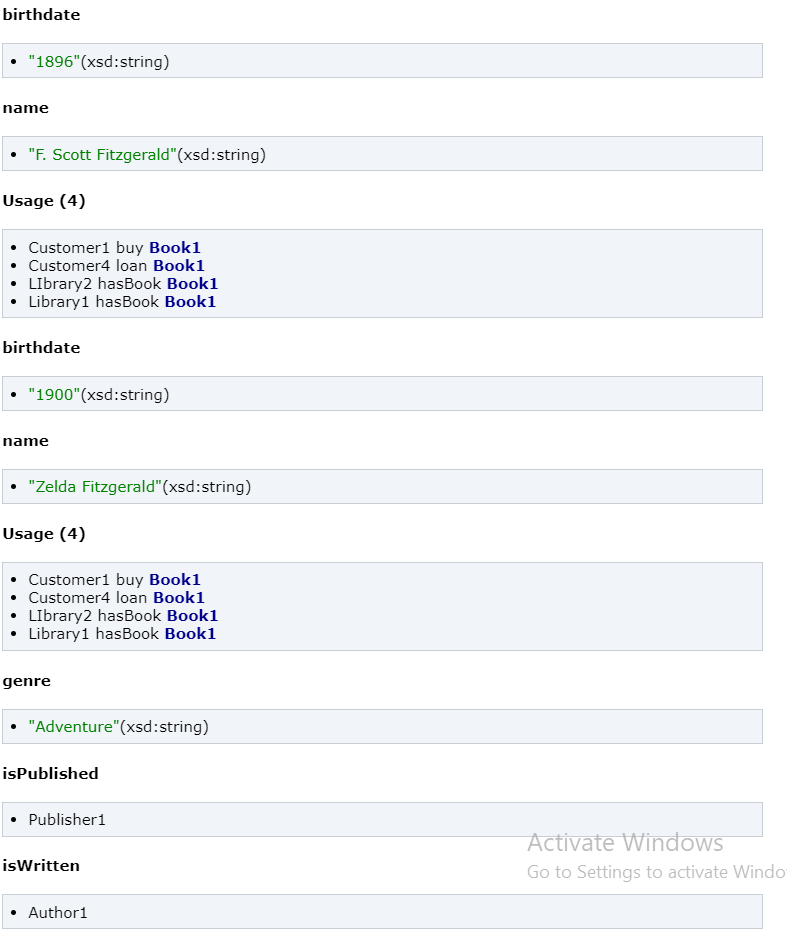 birthdate
"1896"(xsd:string)
name
"F. Scott Fitzgerald"(xsd:string)
Usage (4)
Customer1 buy Book1
Customer4 loan Book1
LIbrary2 hasBook Book1
Library1 hasBook Book1
birthdate
"1900"(xsd:string)
name
"Zelda Fitzgerald"(xsd:string)
Usage (4)
Customer1 buy Book1
Customer4 loan Book1
LIbrary2 hasBook Book1
Library1 hasBook Book1
genre
"Adventure"(xsd:string)
isPublished
Publisher1
Activate Windows
isWritten
Go to Settings to activate Windo
Author1